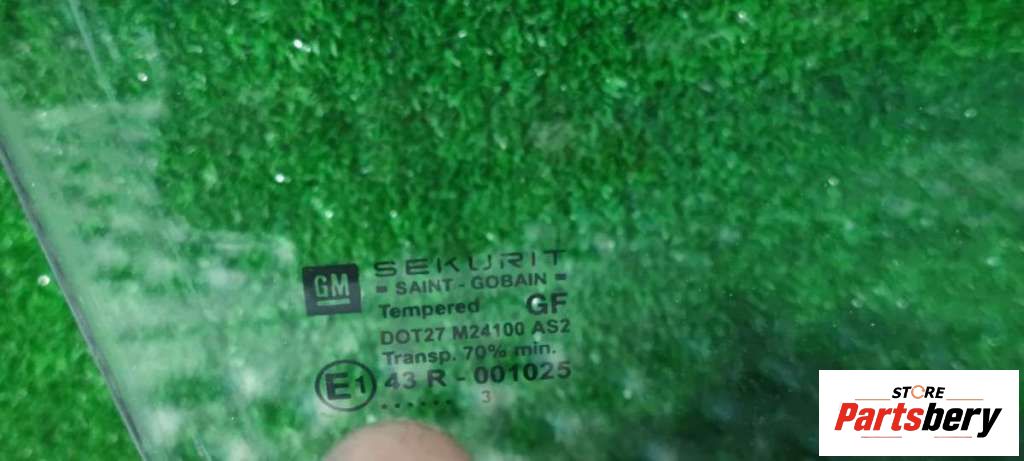 GM
SEKURIT
= SAINT - GOBAIN =
Tempered GF
DOT27 M24100 AS2
Transp. 70% min.
E1 43 R - 001025
...... 3
STORE
Partsbery